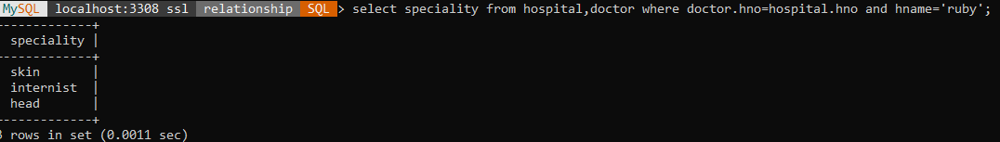 MySQL localhost:3308 ssl relationship SQL > select speciality from hospital,doctor where doctor.hno=hospital.hno and hname='ruby';
------------+
speciality |
------------+
skin |
internist |
head |
------------+
3 rows in set (0.0011 sec)